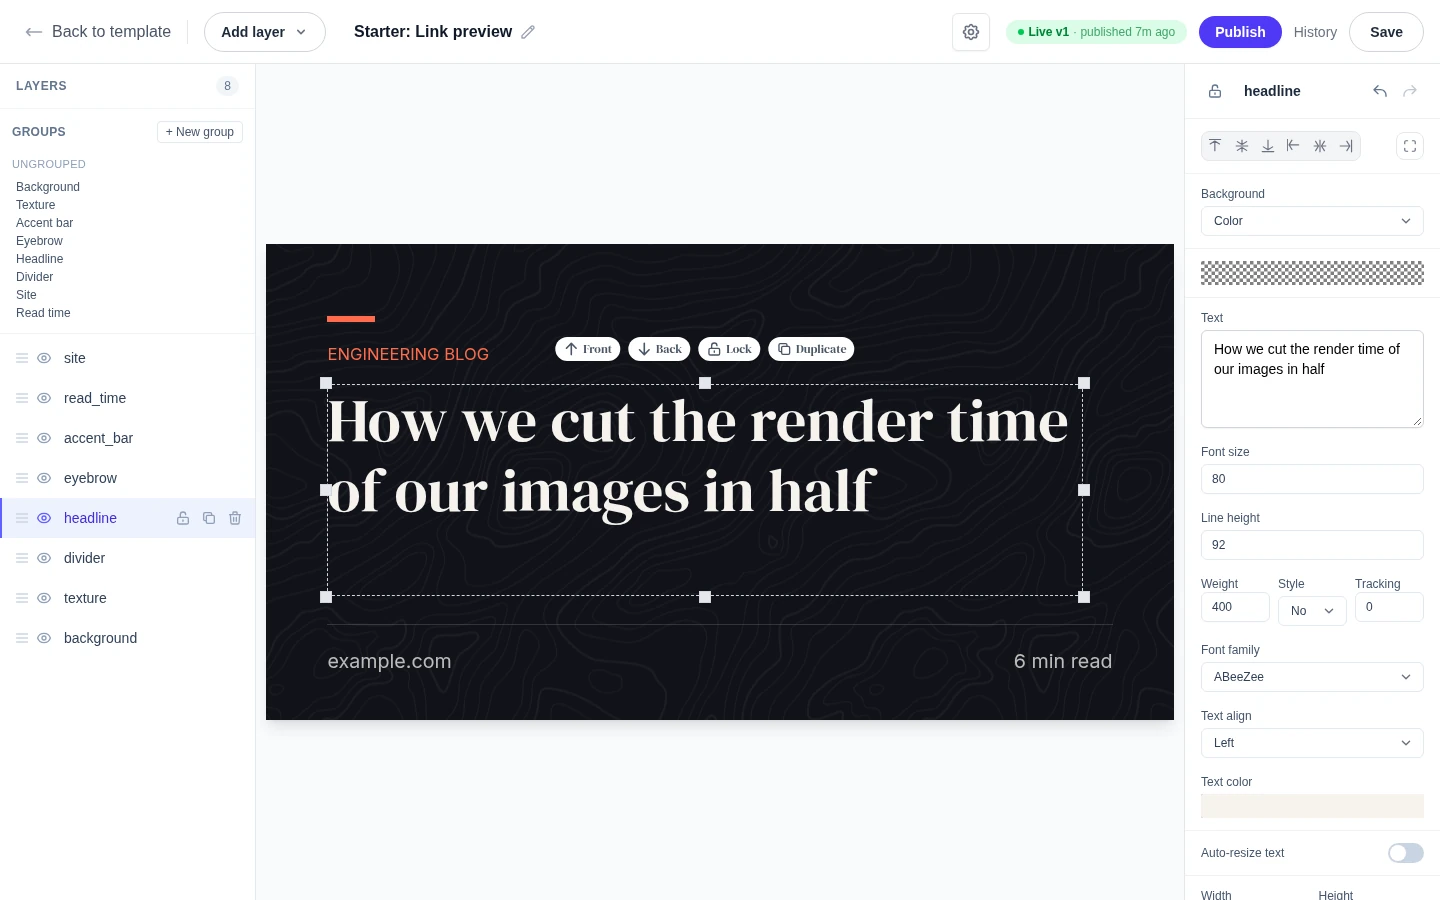 Back to template
Add layer
Starter: Link preview
Live v1 · published 7m ago
Publish
History
Save
LAYERS
8
GROUPS
+ New group
UNGROUPED
Background
Texture
Accent bar
Eyebrow
Headline
Divider
Site
Read time
site
read_time
accent_bar
eyebrow
headline
divider
texture
background
ENGINEERING BLOG
Front
Back
Lock
Duplicate
How we cut the render time
of our images in half
example.com
6 min read
headline
Background
Color
Text
How we cut the render time of
our images in half
Font size
80
Line height
92
Weight
Style
Tracking
400
No
0
Font family
ABeeZee
Text align
Left
Text color
Auto-resize text
Width
Height